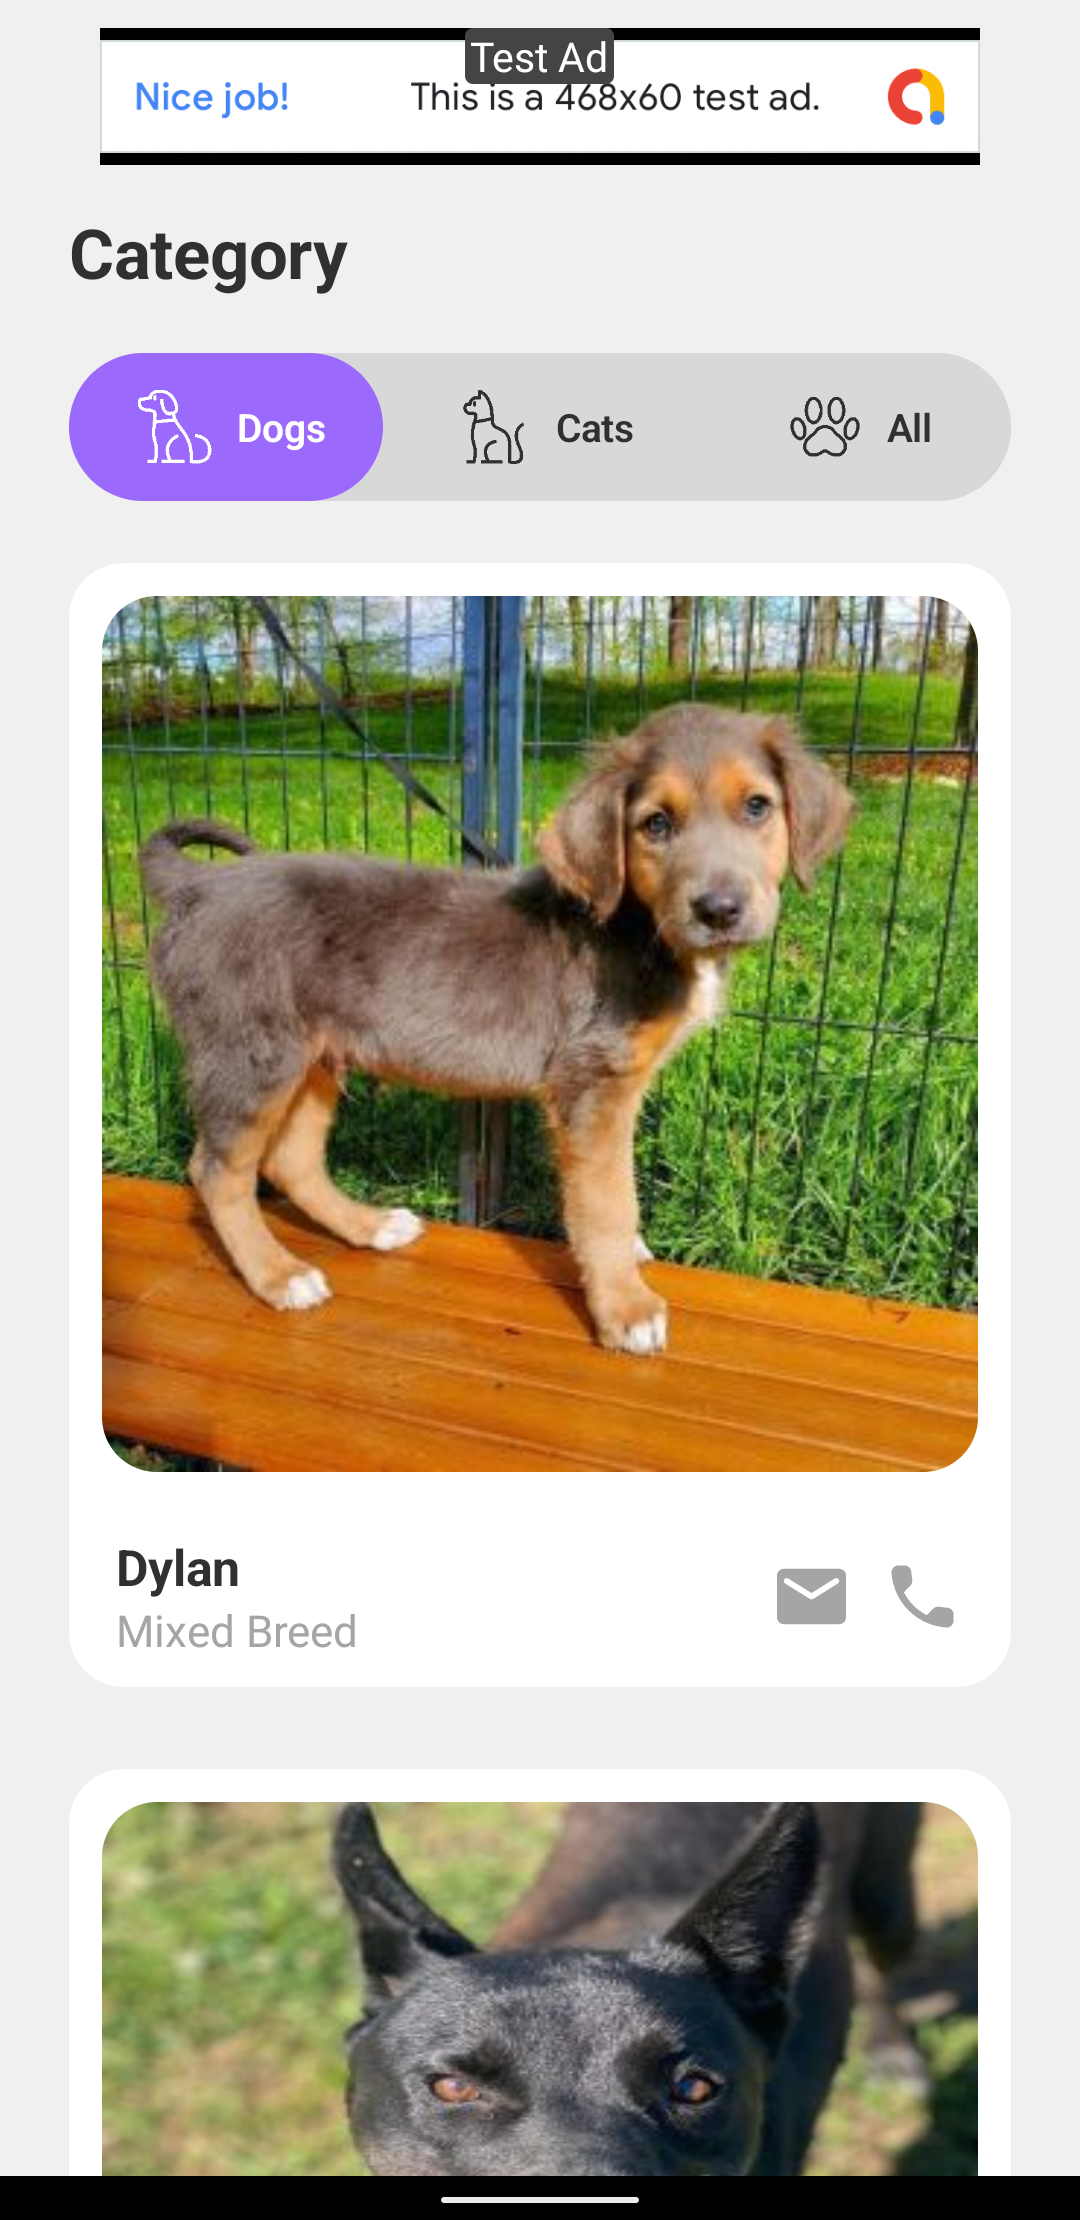 Test Ad
Nice job!
This is a 468x60 test ad.
Category
Dogs
Cats
All
Dylan
Mixed Breed